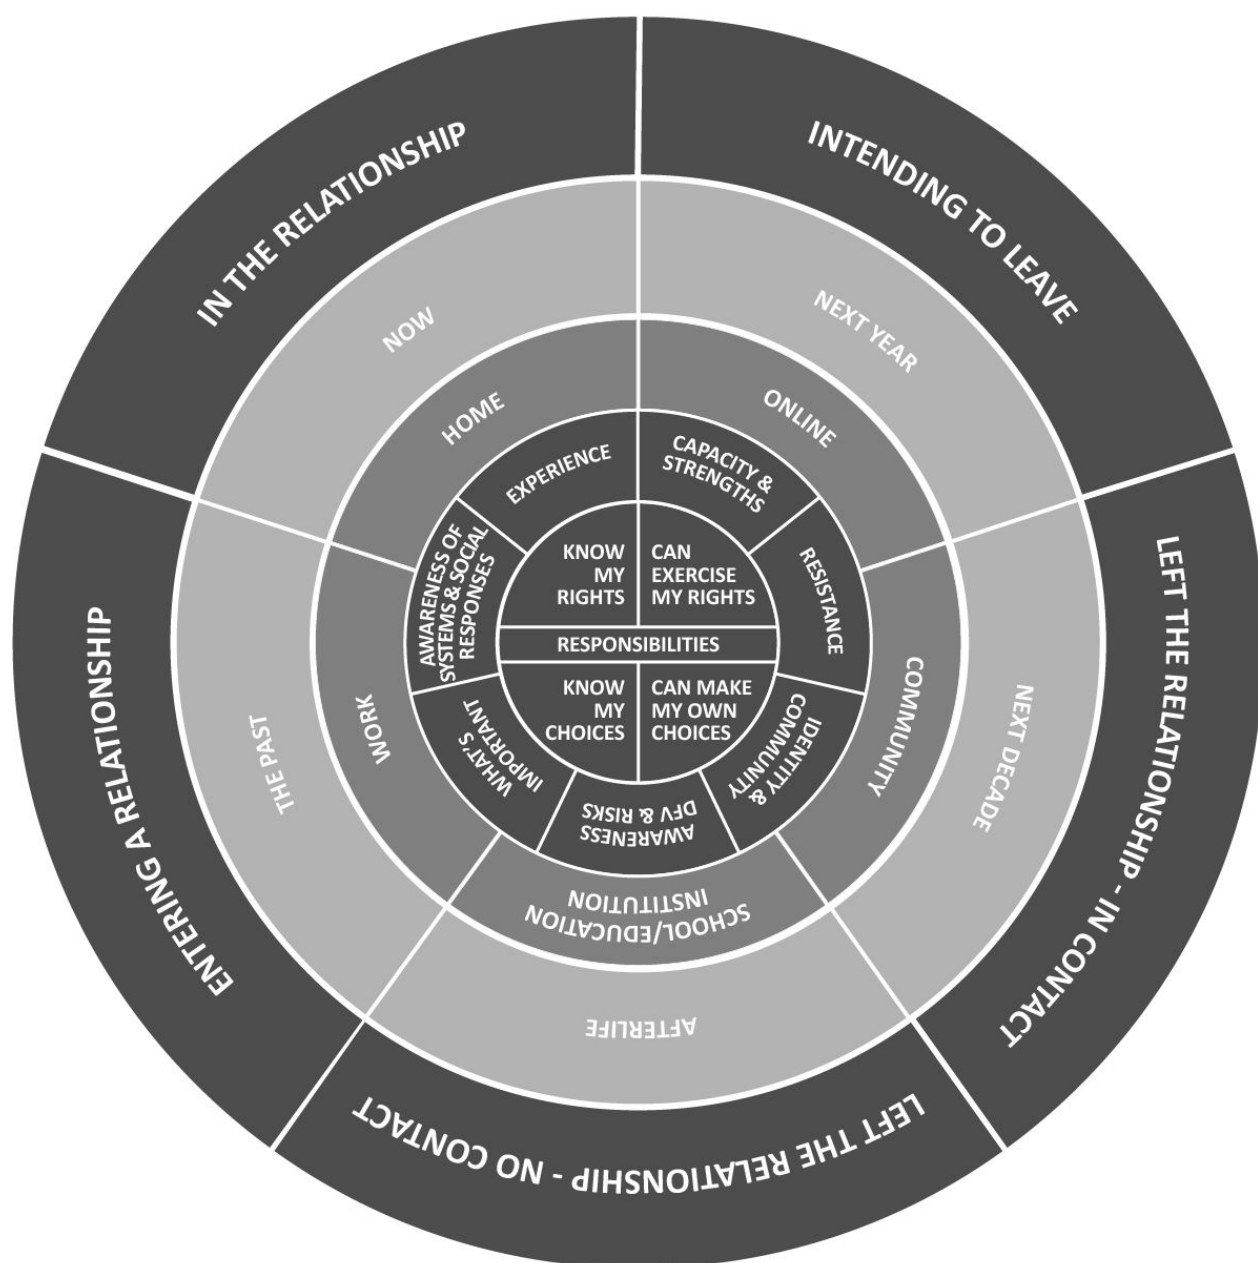 IN THE RELATIONSHIP
INTENDING TO LEAVE
LEFT THE RELATIONSHIP - IN CONTACT
LEFT THE RELATIONSHIP - NO CONTACT
ENTERING A RELATIONSHIP
NOW
NEXT YEAR
NEXT DECADE
AFTERLIFE
THE PAST
HOME
ONLINE
COMMUNITY
SCHOOL/EDUCATION
INSTITUTION
WORK
EXPERIENCE
CAPACITY &
STRENGTHS
RESISTANCE
IDENTITY &
COMMUNITY
AWARENESS
DFV & RISKS
WHAT'S
IMPORTANT
AWARENESS OF
SYSTEMS & SOCIAL
RESPONSES
KNOW
MY
RIGHTS
CAN
EXERCISE
MY RIGHTS
RESPONSIBILITIES
KNOW
MY
CHOICES
CAN MAKE
MY OWN
CHOICES